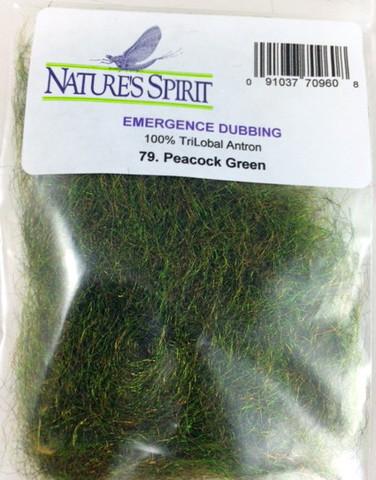 NATURE'S SPIRIT
0 91037 70960 8
EMERGENCE DUBBING
100% TriLobal Antron
79. Peacock Green